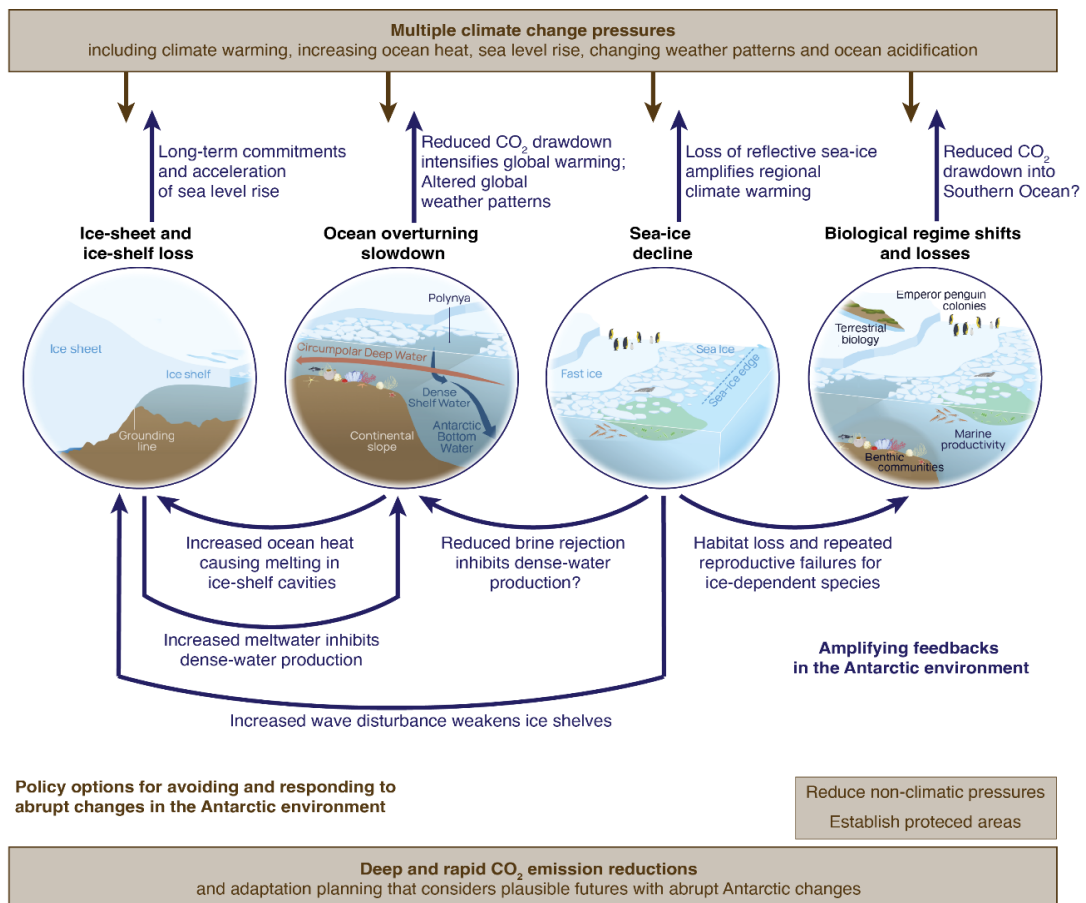 Multiple climate change pressures
including climate warming, increasing ocean heat, sea level rise, changing weather patterns and ocean acidification
Long-term commitments
and acceleration
of sea level rise
Reduced CO₂ drawdown
intensifies global warming;
Altered global
weather patterns
Loss of reflective sea-ice
amplifies regional
climate warming
Reduced CO₂
drawdown into
Southern Ocean?
Ice-sheet and
ice-shelf loss
Ocean overturning
slowdown
Sea-ice
decline
Biological regime shifts
and losses
Ice sheet
Ice shelf
Grounding
line
Polynya
Circumpolar Deep Water
Dense
Shelf Water
Antarctic
Bottom
Water
Continental
slope
Sea Ice
Sea-ice edge
Fast ice
Emperor penguin
colonies
Terrestrial
biology
Marine
productivity
Benthic
communities
Increased ocean heat
causing melting in
ice-shelf cavities
Reduced brine rejection
inhibits dense-water
production?
Habitat loss and repeated
reproductive failures for
ice-dependent species
Increased meltwater inhibits
dense-water production
Amplifying feedbacks
in the Antarctic environment
Increased wave disturbance weakens ice shelves
Policy options for avoiding and responding to
abrupt changes in the Antarctic environment
Reduce non-climatic pressures
Establish proteced areas
Deep and rapid CO₂ emission reductions
and adaptation planning that considers plausible futures with abrupt Antarctic changes